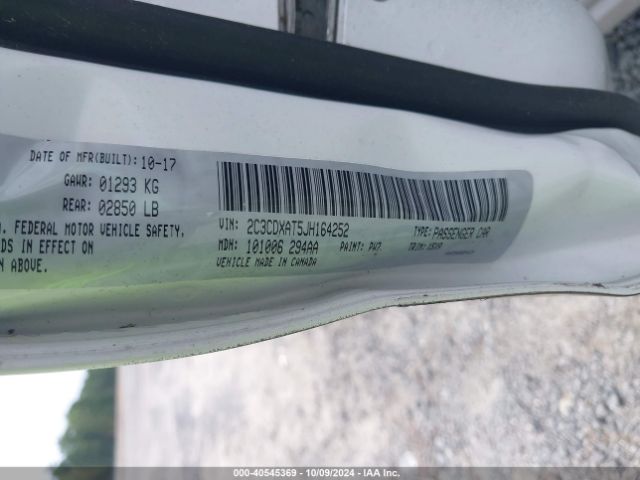 DATE OF MFR(BUILT): 10-17
GAWR: 01293 KG
REAR: 02850 LB
FEDERAL MOTOR VEHICLE SAFETY.
DS IN EFFECT ON
N ABOVE.
VIN: 2C3CDXAT5JH164252
MDH: 101006 294AA
PAINT: PW7
VEHICLE MADE IN CANADA
TYPE: PASSENGER CAR
TRIM:
000-40545369 - 10/09/2024 - IAA Inc.